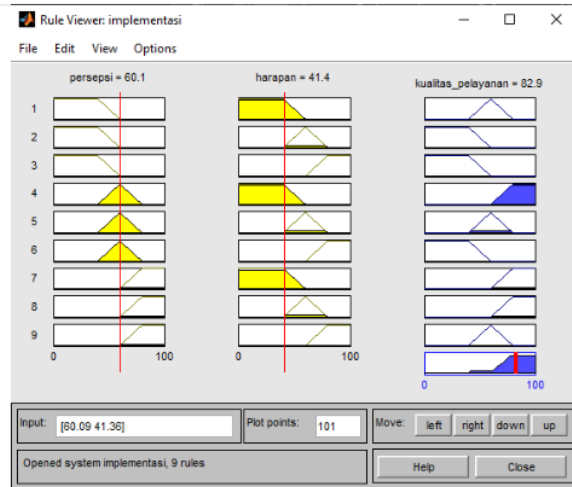 Rule Viewer: implementasi
File Edit View Options
persepsi = 60.1 harapan = 41.4 kualitas_pelayanan = 82.9
1
2
3
4
5
6
7
8
9
0 100 0 100
0 100
Input: [60.09 41.36] Plot points: 101 Move: left right down up
Opened system implementasi, 9 rules Help Close